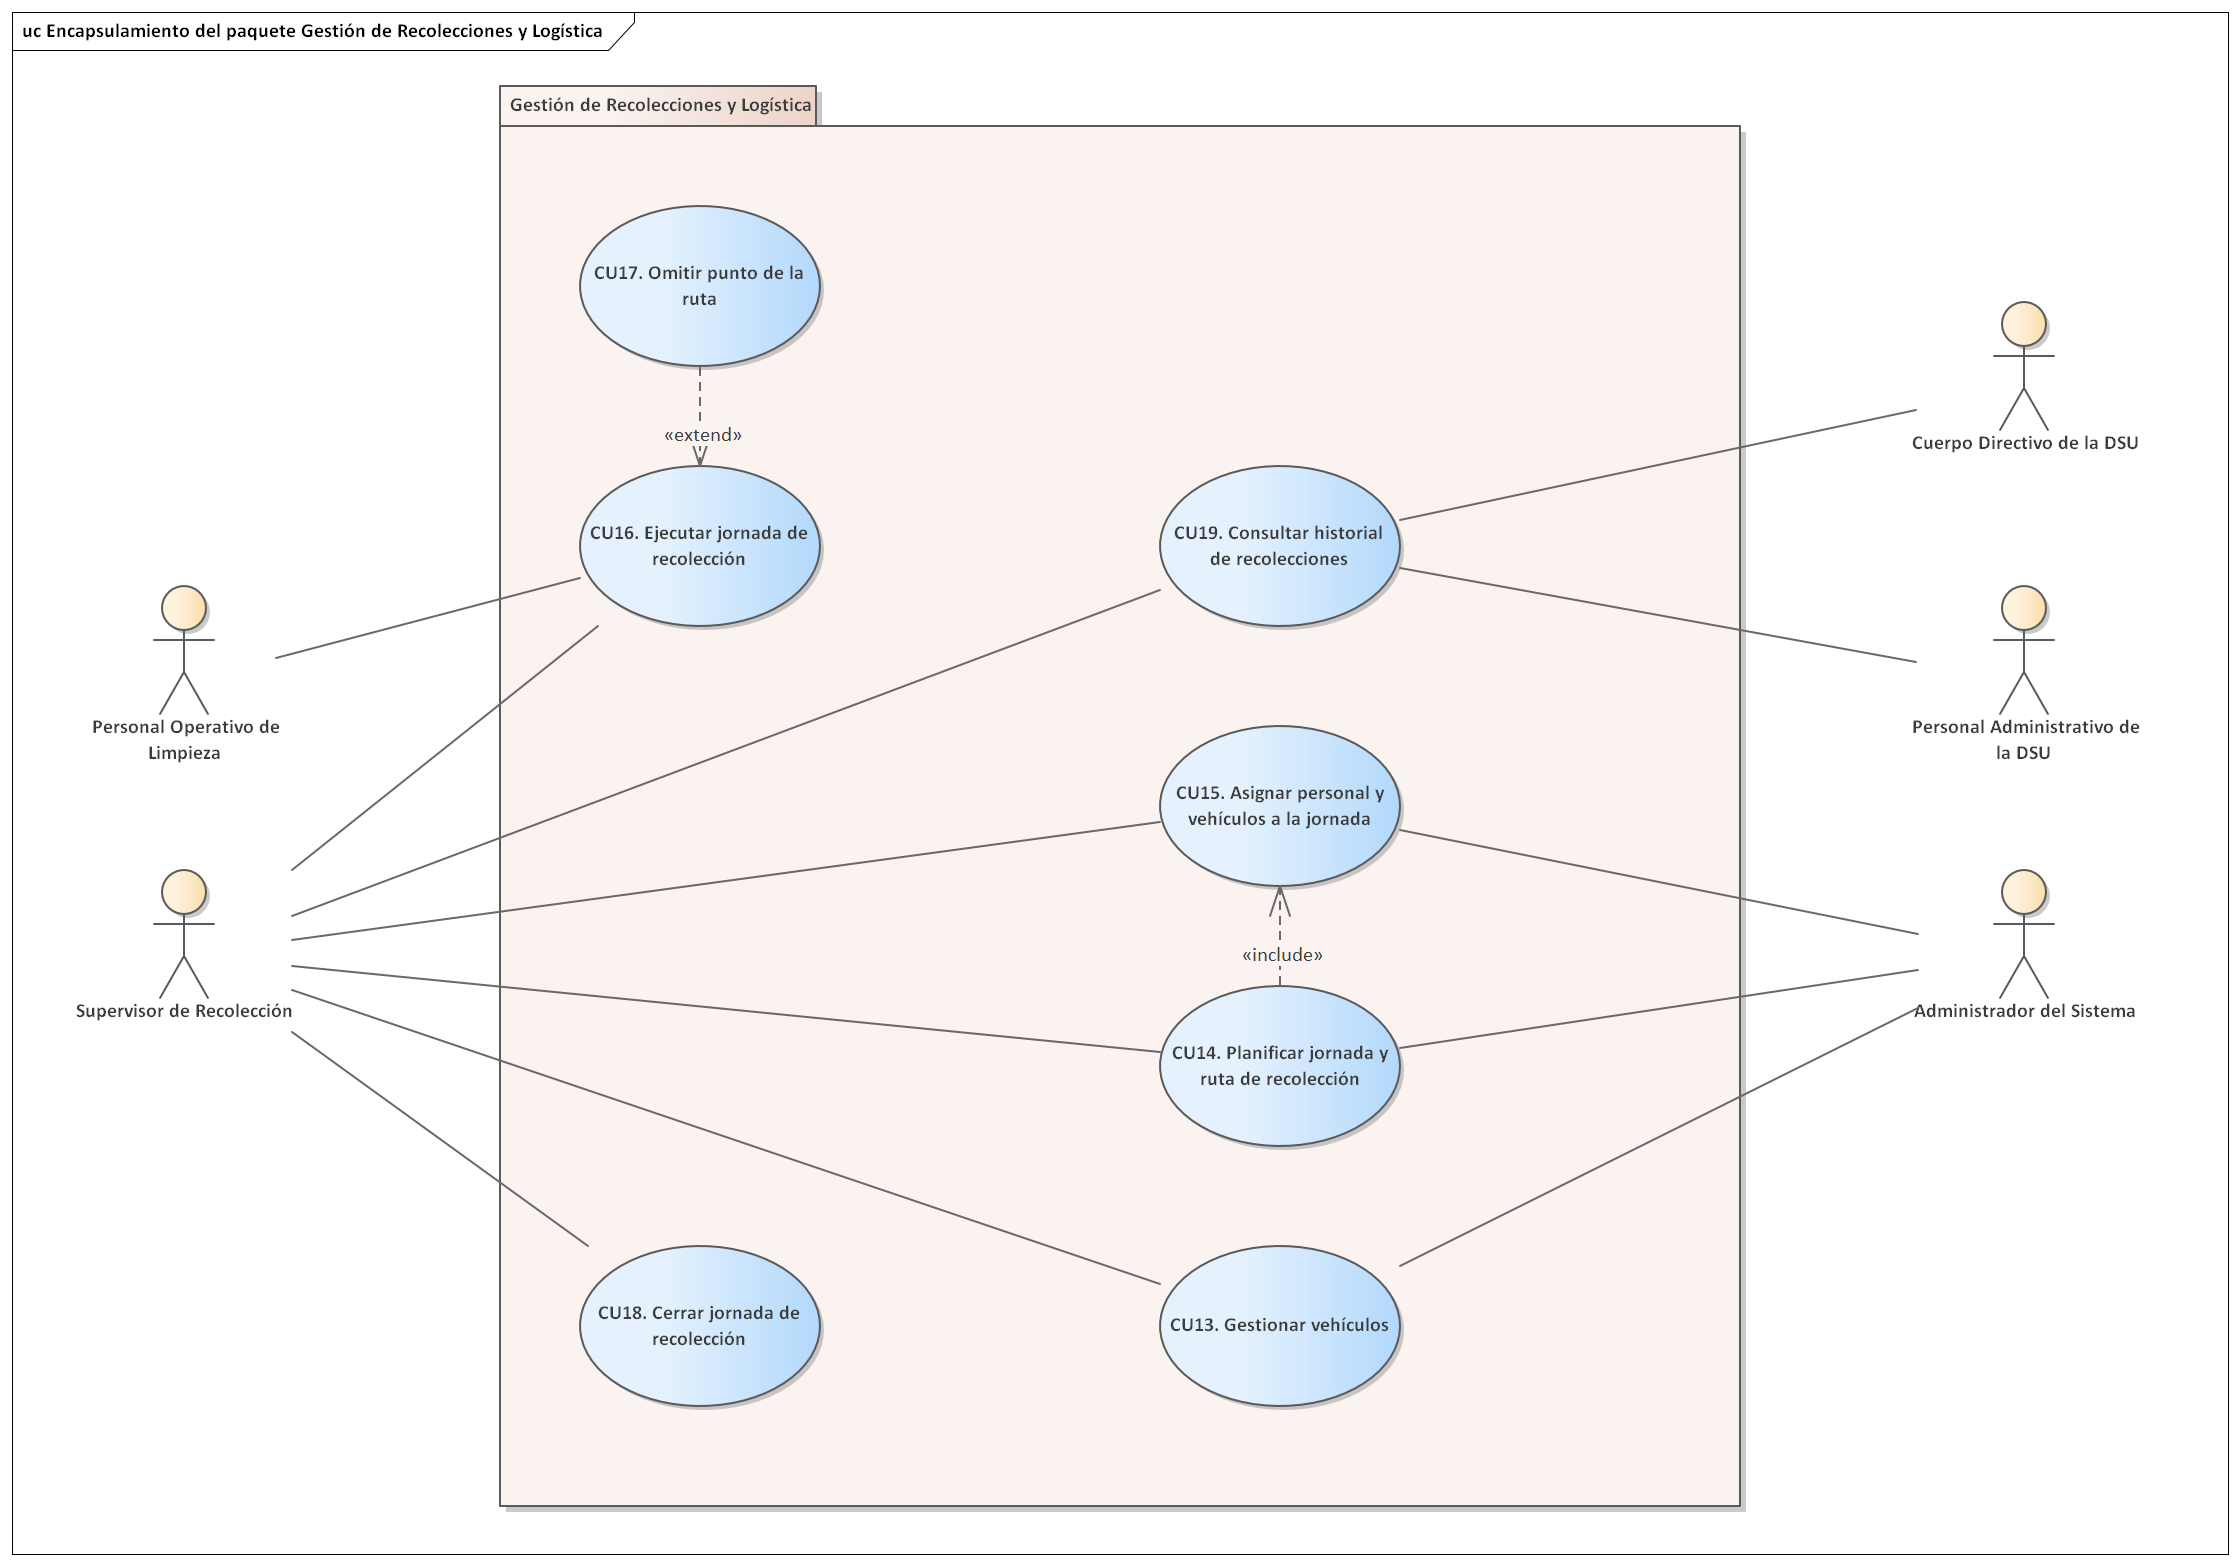 uc Encapsulamiento del paquete Gestión de Recolecciones y Logística
Gestión de Recolecciones y Logística
CU17. Omitir punto de la
ruta
«extend»
CU16. Ejecutar jornada de
recolección
CU19. Consultar historial
de recolecciones
Cuerpo Directivo de la DSU
Personal Operativo de
Limpieza
Personal Administrativo de
la DSU
CU15. Asignar personal y
vehículos a la jornada
«include»
Supervisor de Recolección
Administrador del Sistema
CU14. Planificar jornada y
ruta de recolección
CU18. Cerrar jornada de
recolección
CU13. Gestionar vehículos